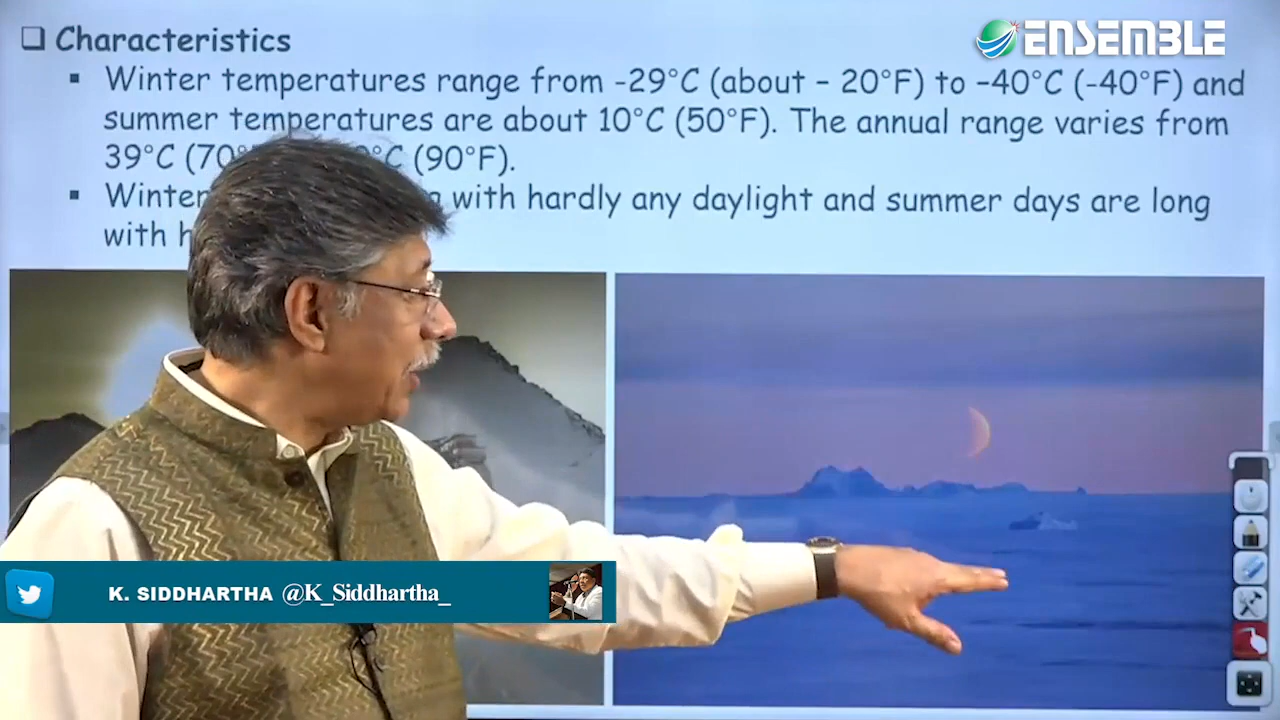 ❑ Characteristics
ENSEMBLE
▪ Winter temperatures range from -29°C (about – 20°F) to –40°C (-40°F) and
summer temperatures are about 10°C (50°F). The annual range varies from
39°C (70° °C (90°F).
▪ Winter with hardly any daylight and summer days are long
with
K. SIDDHARTHA @K_Siddhartha_